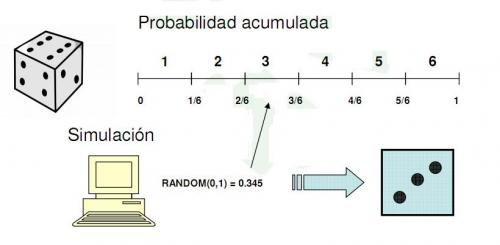 Probabilidad acumulada
1 2 3 4 5 6
0 1/6 2/6 3/6 4/6 5/6 1
Simulación
RANDOM(0,1) = 0.345